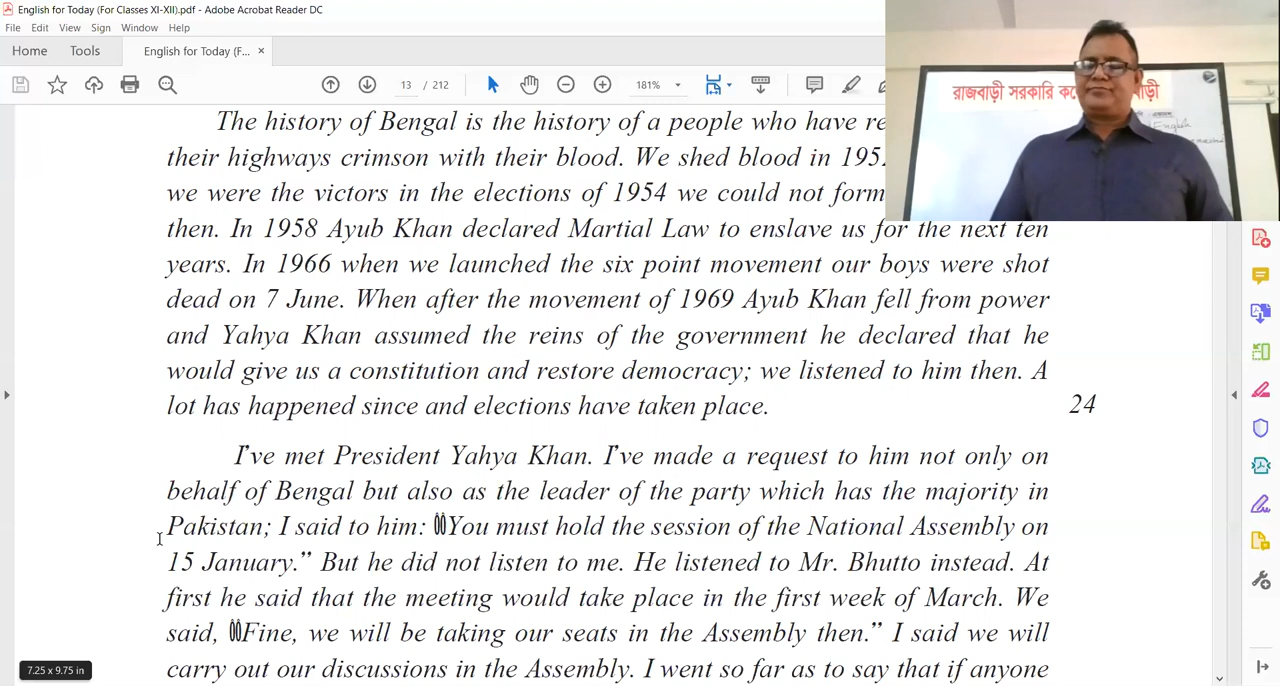 English for Today (For Classes XI-XII).pdf - Adobe Acrobat Reader DC
File Edit View Sign Window Help
Home Tools English for Today (F... ×
13 / 212 181%
রাজবাড়ী সরকারি
English
The history of Bengal is the history of a people who have
their highways crimson with their blood. We shed blood in
we were the victors in the elections of 1954 we could not form
then. In 1958 Ayub Khan declared Martial Law to enslave us for the next ten
years. In 1966 when we launched the six point movement our boys were shot
dead on 7 June. When after the movement of 1969 Ayub Khan fell from power
and Yahya Khan assumed the reins of the government he declared that he
would give us a constitution and restore democracy; we listened to him then. A
lot has happened since and elections have taken place.
24
I've met President Yahya Khan. I've made a request to him not only on
behalf of Bengal but also as the leader of the party which has the majority in
Pakistan; I said to him: ÔÔYou must hold the session of the National Assembly on
15 January.” But he did not listen to me. He listened to Mr. Bhutto instead. At
first he said that the meeting would take place in the first week of March. We
said, ÔÔFine, we will be taking our seats in the Assembly then.” I said we will
carry out our discussions in the Assembly. I went so far as to say that if anyone
7.25 x 9.75 in